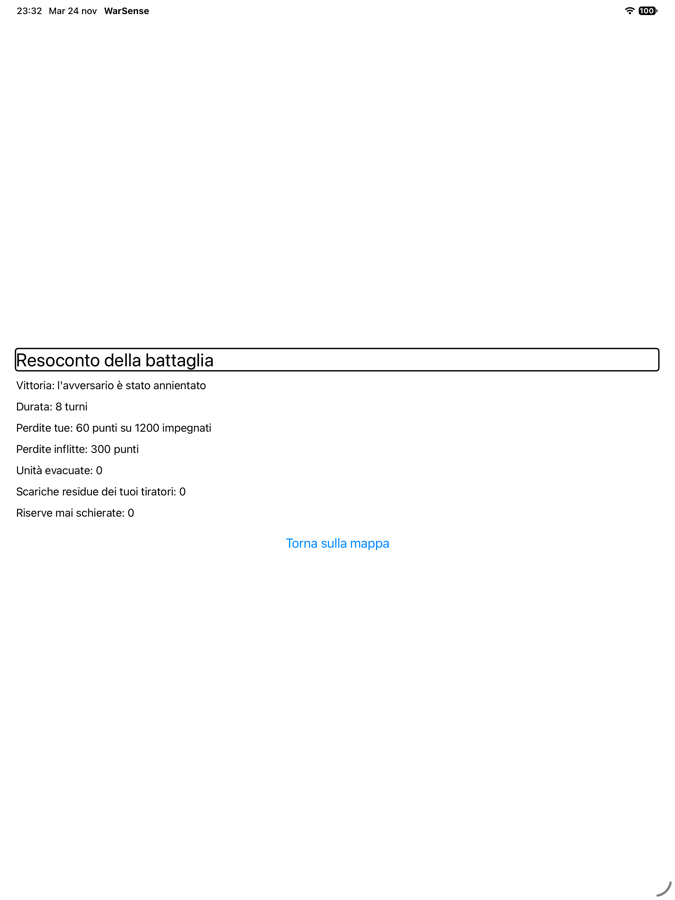 23:32 Mar 24 nov WarSense 100
Resoconto della battaglia
Vittoria: l'avversario è stato annientato
Durata: 8 turni
Perdite tue: 60 punti su 1200 impegnati
Perdite inflitte: 300 punti
Unità evacuate: 0
Scariche residue dei tuoi tiratori: 0
Riserve mai schierate: 0
Torna sulla mappa